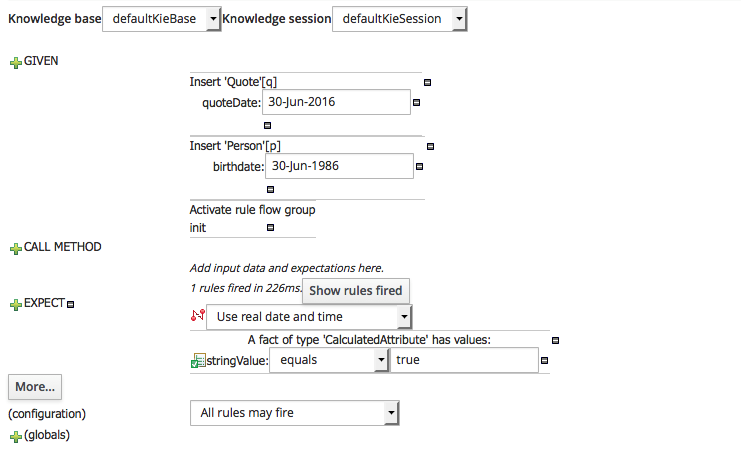 Knowledge base defaultKieBase Knowledge session defaultKieSession
GIVEN
Insert 'Quote'[q]
quoteDate: 30-Jun-2016
Insert 'Person'[p]
birthdate: 30-Jun-1986
Activate rule flow group
init
CALL METHOD
Add input data and expectations here.
1 rules fired in 226ms. Show rules fired
EXPECT
Use real date and time
A fact of type 'CalculatedAttribute' has values:
stringValue: equals true
More...
(configuration) All rules may fire
(globals)